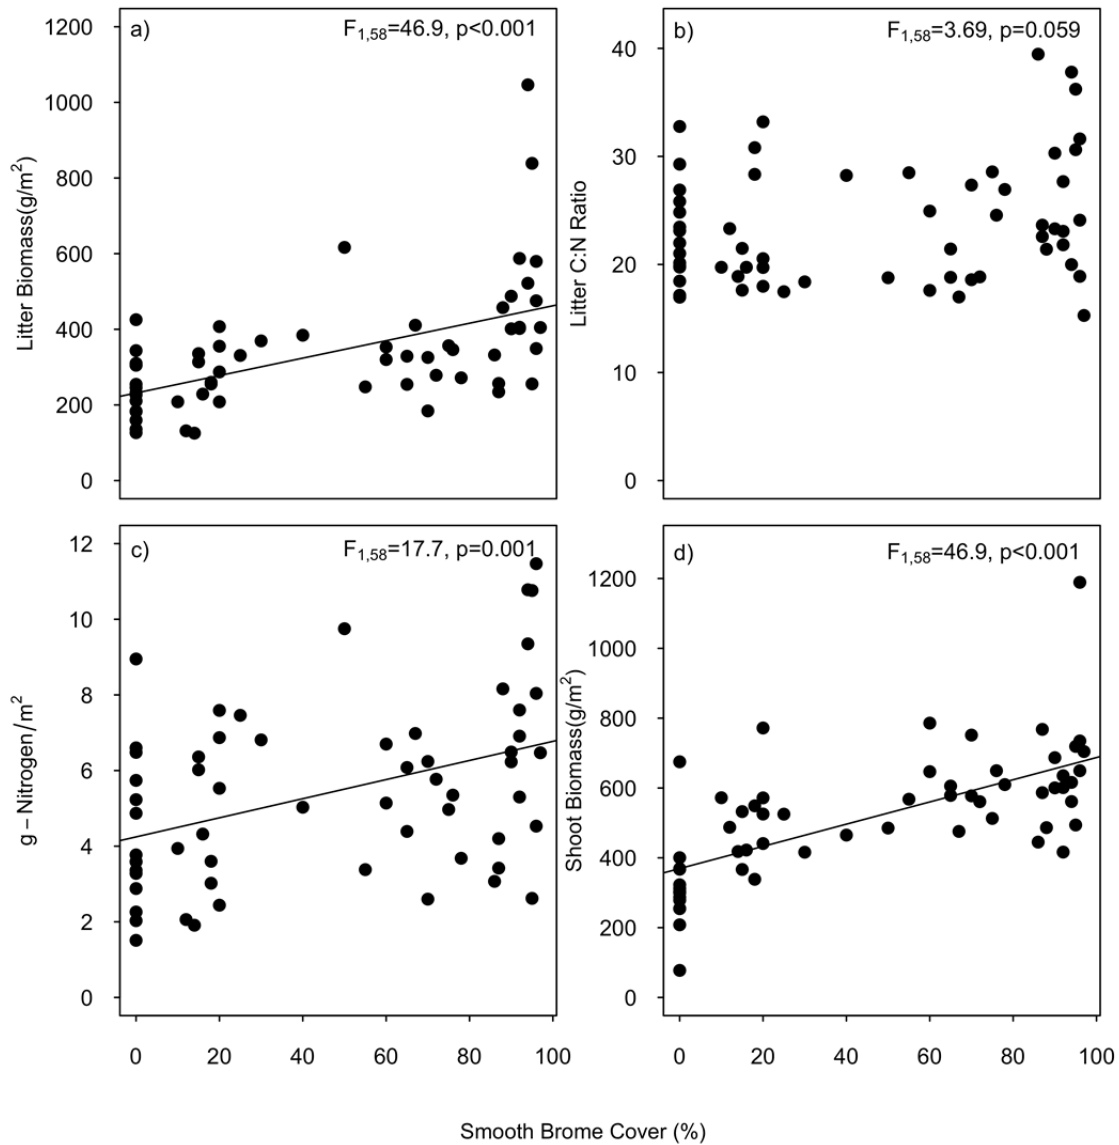 a)
F1,58=46.9, p<0.001
Litter Biomass(g/m²)
1200
1000
800
600
400
200
0
b)
F1,58=3.69, p=0.059
Litter C:N Ratio
40
30
20
10
0
c)
F1,58=17.7, p=0.001
g – Nitrogen/m²
12
10
8
6
4
2
0
0 20 40 60 80 100
d)
F1,58=46.9, p<0.001
Shoot Biomass(g/m²)
1200
1000
800
600
400
200
0
0 20 40 60 80 100
Smooth Brome Cover (%)